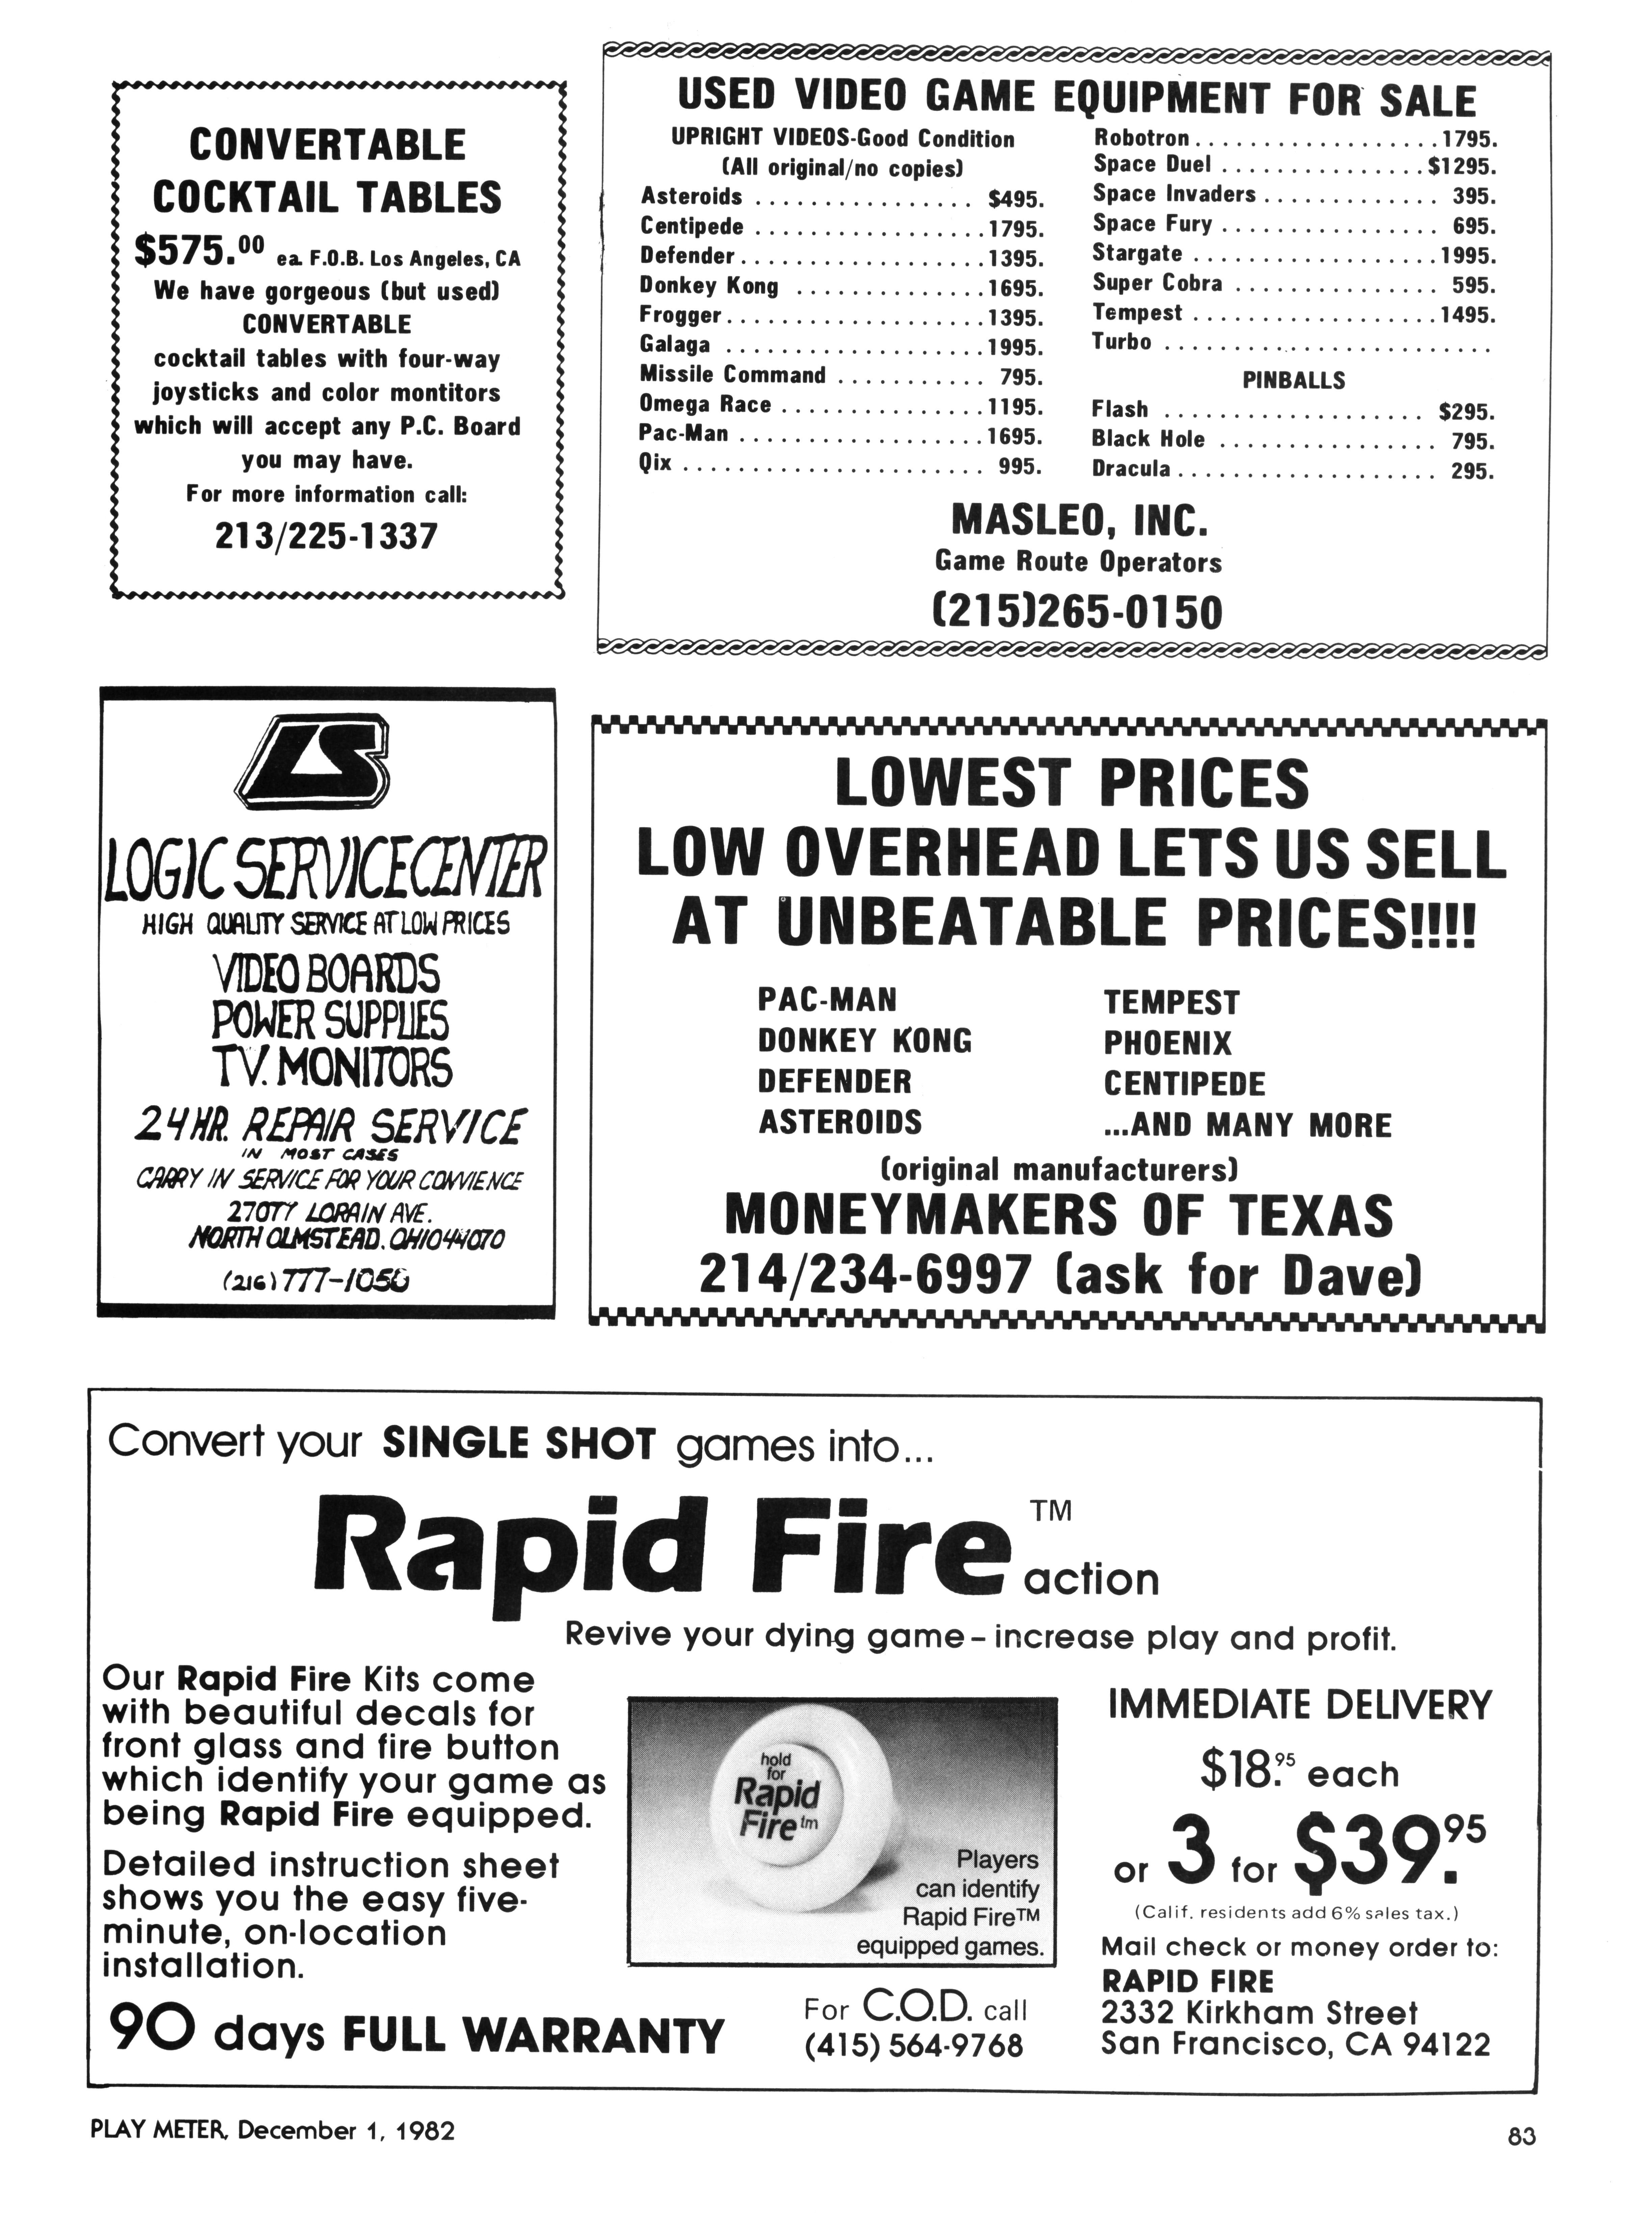 CONVERTABLE
COCKTAIL TABLES
$575.00 ea. F.O.B. Los Angeles, CA
We have gorgeous (but used)
CONVERTABLE
cocktail tables with four-way
joysticks and color montitors
which will accept any P.C. Board
you may have.
For more information call:
213/225-1337
USED VIDEO GAME EQUIPMENT FOR SALE
UPRIGHT VIDEOS-Good Condition
(All original/no copies)
Asteroids ................ $495.
Centipede .................1795.
Defender..................1395.
Donkey Kong ..............1695.
Frogger...................1395.
Galaga ...................1995.
Missile Command ........... 795.
Omega Race ...............1195.
Pac-Man ..................1695.
Qix ...................... 995.
Robotron..................1795.
Space Duel ...............$1295.
Space Invaders............. 395.
Space Fury ................ 695.
Stargate ..................1995.
Super Cobra ............... 595.
Tempest ..................1495.
Turbo ........................
PINBALLS
Flash ................... $295.
Black Hole ................ 795.
Dracula................... 295.
MASLEO, INC.
Game Route Operators
(215)265-0150
LS
LOGIC SERVICE CENTER
HIGH QUALITY SERVICE AT LOW PRICES
VIDEO BOARDS
POWER SUPPLIES
T.V. MONITORS
24 HR. REPAIR SERVICE
IN MOST CASES
CARRY IN SERVICE FOR YOUR CONVIENCE
27077 LORAIN AVE.
NORTH OLMSTEAD, OHIO 44070
(216) 777-1050
LOWEST PRICES
LOW OVERHEAD LETS US SELL
AT UNBEATABLE PRICES!!!!
PAC-MAN
DONKEY KONG
DEFENDER
ASTEROIDS
TEMPEST
PHOENIX
CENTIPEDE
...AND MANY MORE
(original manufacturers)
MONEYMAKERS OF TEXAS
214/234-6997 (ask for Dave)
Convert your SINGLE SHOT games into...
Rapid Fire™ action
Revive your dying game – increase play and profit.
Our Rapid Fire Kits come
with beautiful decals for
front glass and fire button
which identify your game as
being Rapid Fire equipped.
Detailed instruction sheet
shows you the easy five-
minute, on-location
installation.
90 days FULL WARRANTY
hold
for
Rapid
Fire tm
Players
can identify
Rapid Fire™
equipped games.
For C.O.D. call
(415) 564-9768
IMMEDIATE DELIVERY
$18.95 each
or 3 for $39.95
(Calif. residents add 6% sales tax.)
Mail check or money order to:
RAPID FIRE
2332 Kirkham Street
San Francisco, CA 94122
PLAY METER, December 1, 1982
83